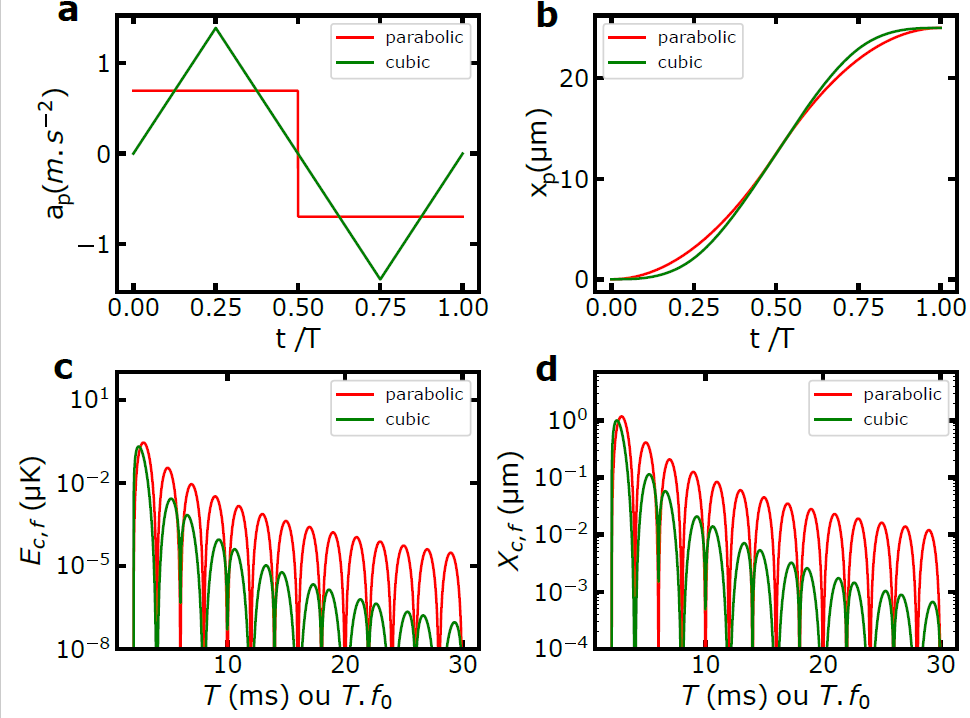 a
parabolic
cubic
1
0
−1
a_p(m.s^{−2})
0.00 0.25 0.50 0.75 1.00
t /T
b
parabolic
cubic
20
10
0
x_p(µm)
0.00 0.25 0.50 0.75 1.00
t /T
c
parabolic
cubic
10^1
10^{−2}
10^{−5}
10^{−8}
E_{c, f} (µK)
10 20 30
T (ms) ou T.f_0
d
parabolic
cubic
10^0
10^{−1}
10^{−2}
10^{−3}
10^{−4}
X_{c, f} (µm)
10 20 30
T (ms) ou T.f_0